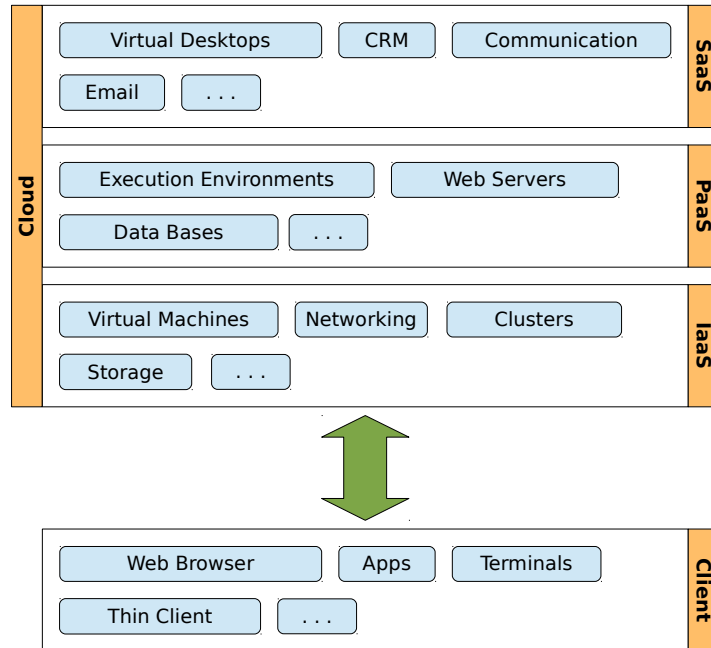 Cloud
Virtual Desktops CRM Communication
Email . . .
SaaS
Execution Environments Web Servers
Data Bases . . .
PaaS
Virtual Machines Networking Clusters
Storage . . .
IaaS
Web Browser Apps Terminals
Thin Client . . .
Client